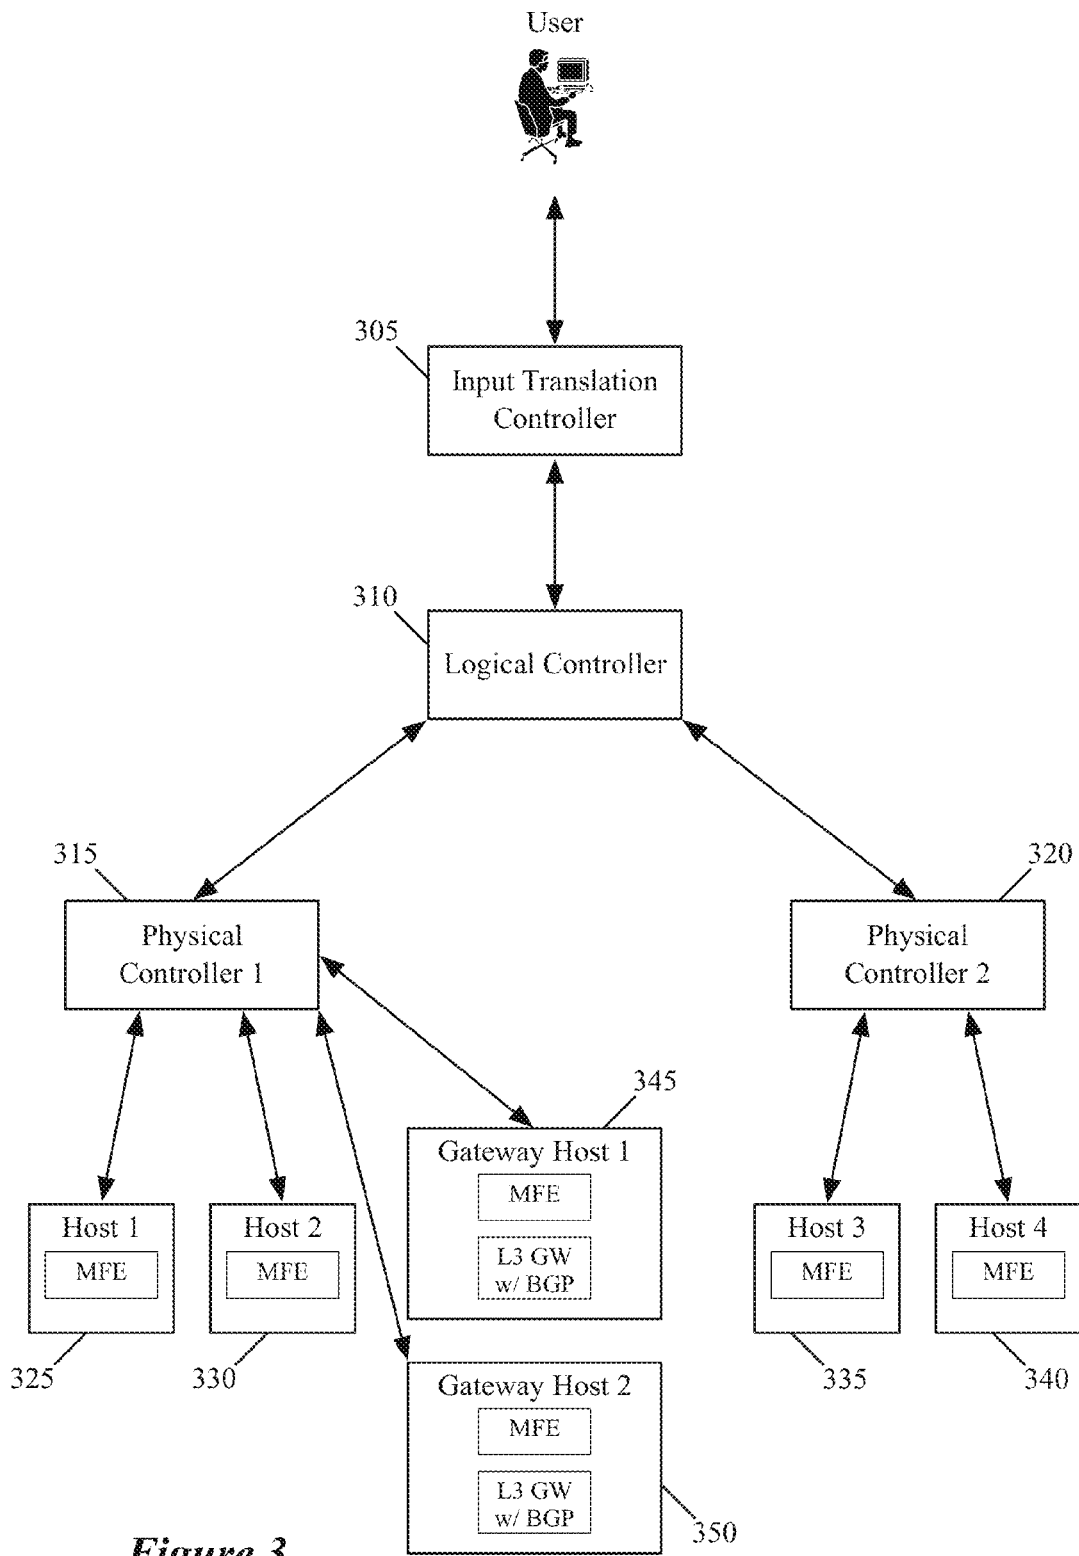 User
305
Input Translation
Controller
310
Logical Controller
315
Physical
Controller 1
320
Physical
Controller 2
345
Gateway Host 1
MFE
L3 GW
w/ BGP
Host 1
MFE
325
Host 2
MFE
330
Host 3
MFE
335
Host 4
MFE
340
Gateway Host 2
MFE
L3 GW
w/ BGP
350
Figure 3